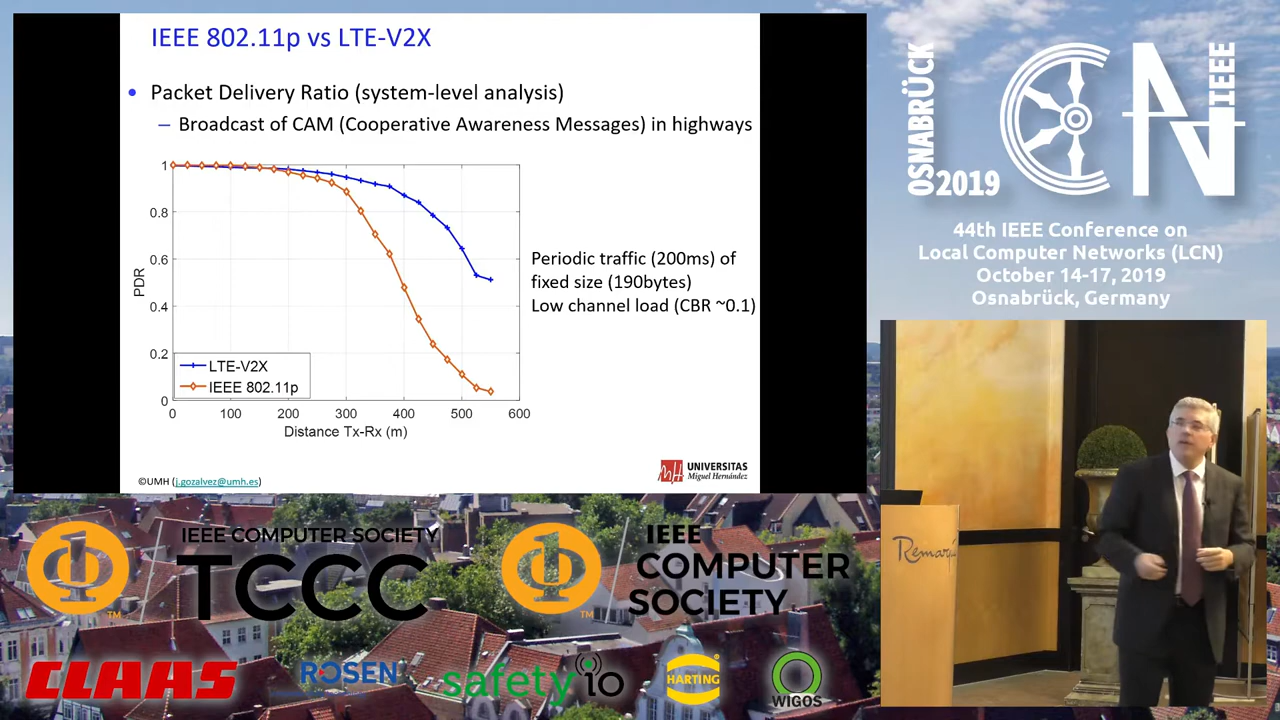 IEEE 802.11p vs LTE-V2X
• Packet Delivery Ratio (system-level analysis)
– Broadcast of CAM (Cooperative Awareness Messages) in highways
1
0.8
0.6
0.4
0.2
0
PDR
LTE-V2X
IEEE 802.11p
0 100 200 300 400 500 600
Distance Tx-Rx (m)
Periodic traffic (200ms) of
fixed size (190bytes)
Low channel load (CBR ~0.1)
©UMH (j.gozalvez@umh.es)
UNIVERSITAS
Miguel Hernández
OSNABRÜCK
2019
IEEE
LCN
44th IEEE Conference on
Local Computer Networks (LCN)
October 14-17, 2019
Osnabrück, Germany
IEEE COMPUTER SOCIETY
TCCC
TM
IEEE
COMPUTER
SOCIETY
TM
CLAAS
ROSEN
safety io
HARTING
WIGOS